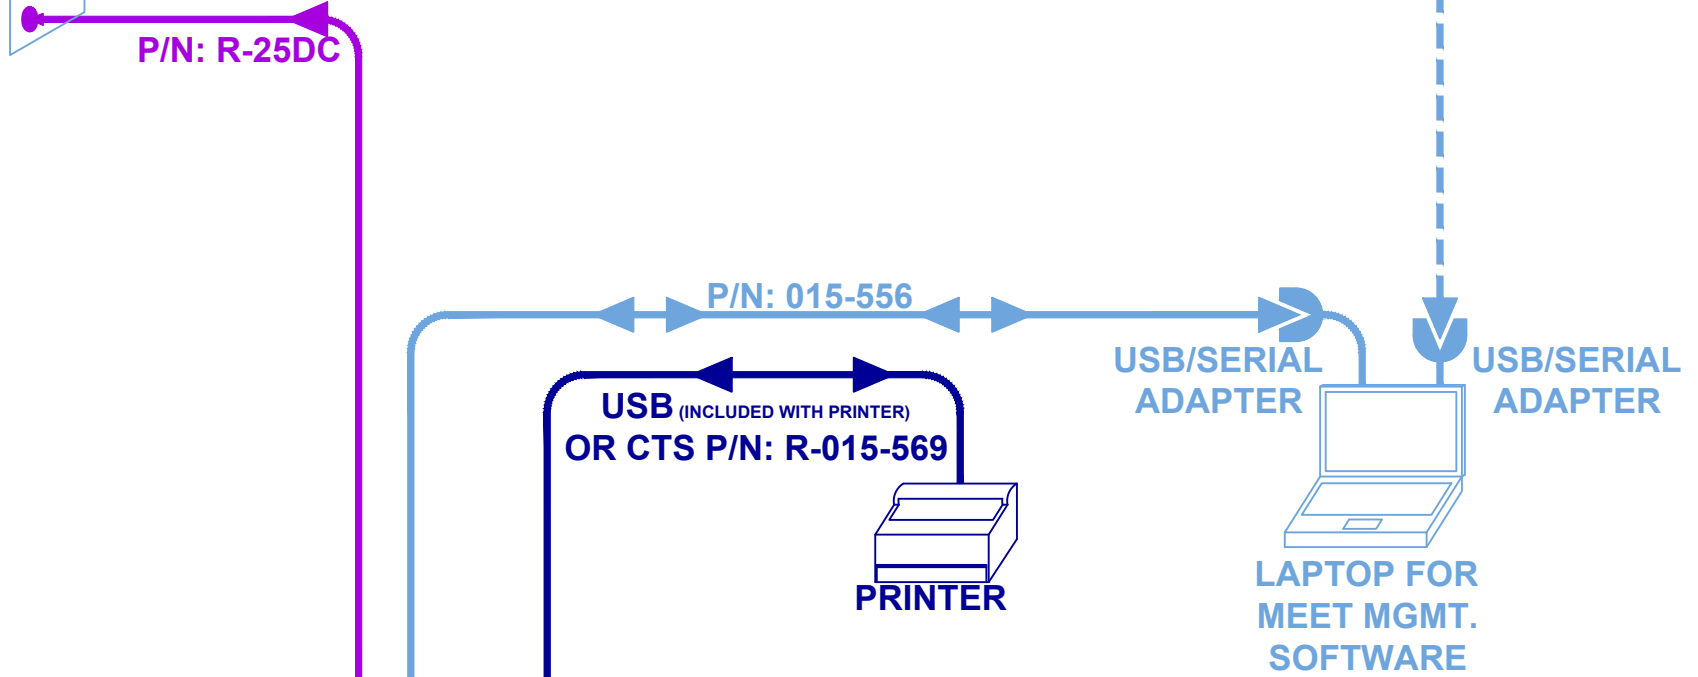 P/N: R-25DC
P/N: 015-556
USB/SERIAL
ADAPTER
USB/SERIAL
ADAPTER
USB (INCLUDED WITH PRINTER)
OR CTS P/N: R-015-569
PRINTER
LAPTOP FOR
MEET MGMT.
SOFTWARE